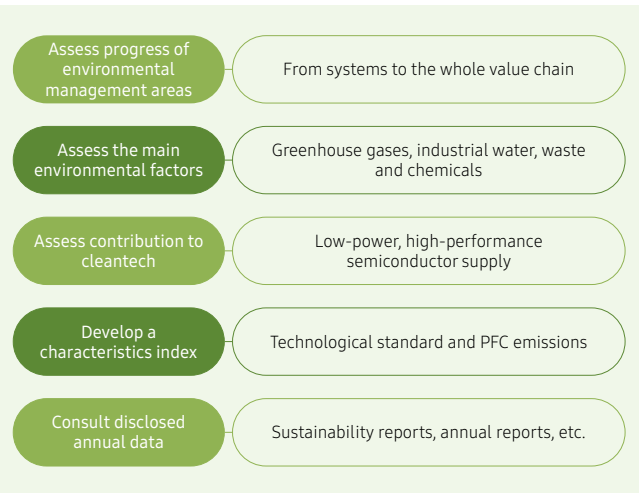 Assess progress of
environmental
management areas
From systems to the whole value chain
Assess the main
environmental factors
Greenhouse gases, industrial water, waste
and chemicals
Assess contribution to
cleantech
Low-power, high-performance
semiconductor supply
Develop a
characteristics index
Technological standard and PFC emissions
Consult disclosed
annual data
Sustainability reports, annual reports, etc.